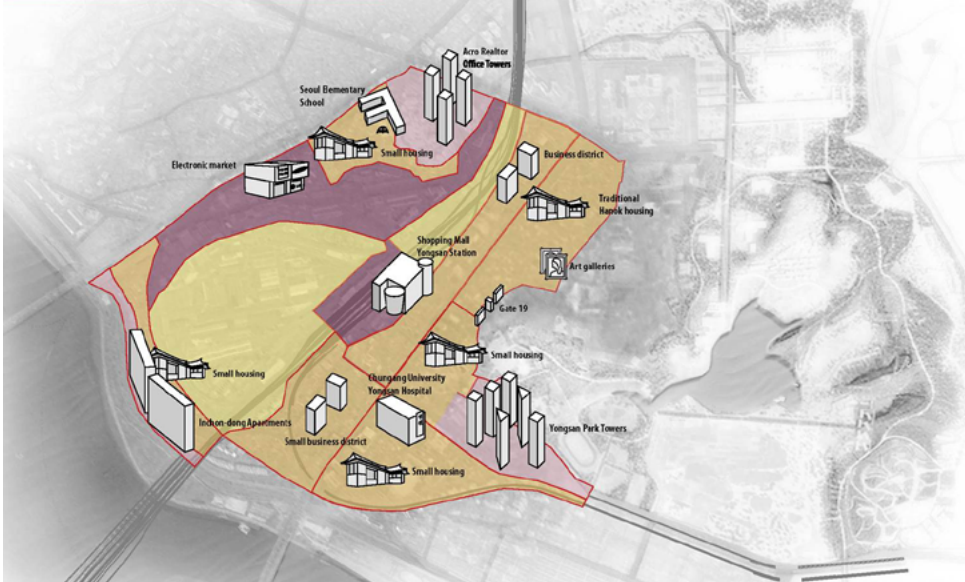 Acro Realtor
Office Towers
Seoul Elementary
School
Small housing
Electronic market
Business district
Traditional
Hanok housing
Shopping Mall
Yongsan Station
Art galleries
Gate 19
Small housing
Small housing
Chungang University
Yongsan Hospital
Inchon-dong Apartments
Small business district
Yongsan Park Towers
Small housing